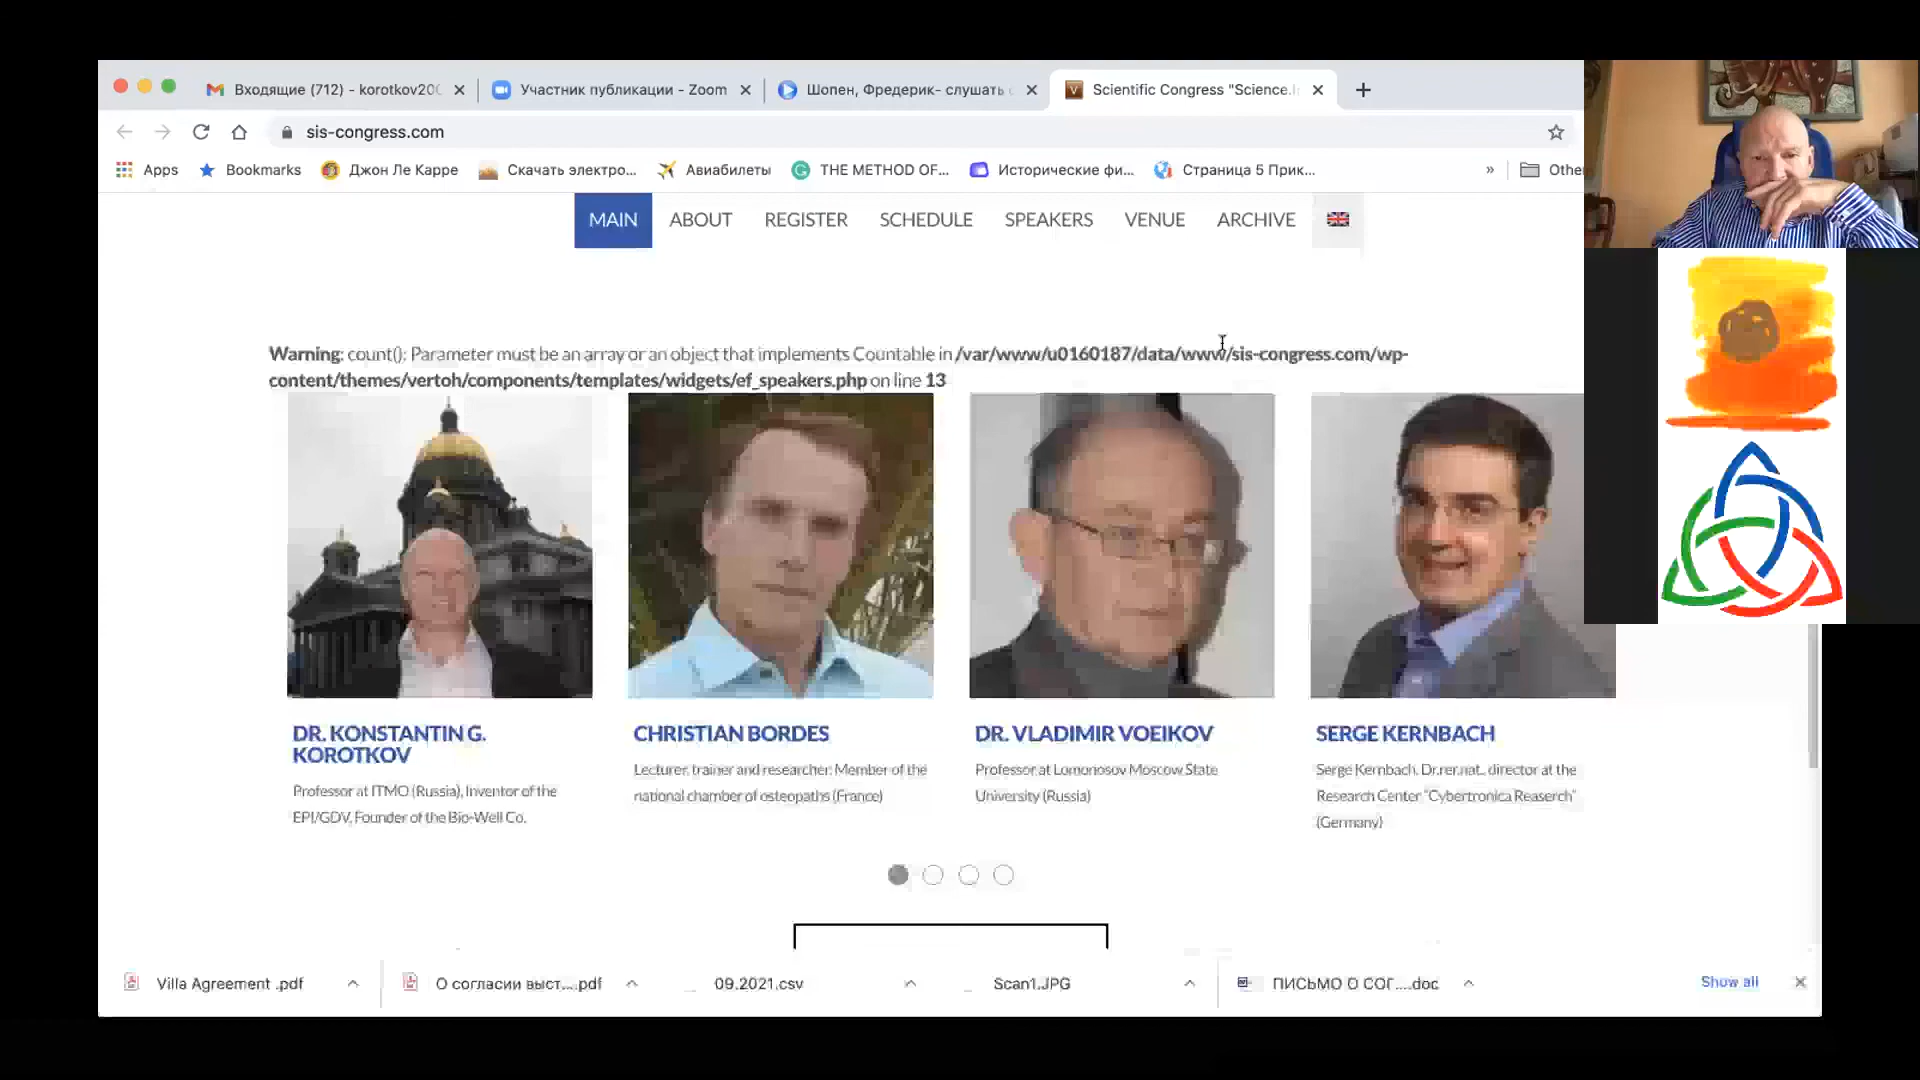 Входящие (712) - korotkov20
Участник публикации - Zoom
Шопен, Фредерик- слушать
Scientific Congress "Science.I
sis-congress.com
Apps
Bookmarks
Джон Ле Карре
Скачать электро...
Авиабилеты
THE METHOD OF...
Исторические фи...
Страница 5 Прик...
»
Othe
MAIN
ABOUT
REGISTER
SCHEDULE
SPEAKERS
VENUE
ARCHIVE
Warning: count(): Parameter must be an array or an object that implements Countable in /var/www/u0160187/data/www/sis-congress.com/wp-
content/themes/vertoh/components/templates/widgets/ef_speakers.php on line 13
DR. KONSTANTIN G.
KOROTKOV
Professor at ITMO (Russia), Inventor of the
EPI/GDV, Founder of the Bio-Well Co.
CHRISTIAN BORDES
Lecturer, trainer and researcher. Member of the
national chamber of osteopaths (France)
DR. VLADIMIR VOEIKOV
Professor at Lomonosov Moscow State
University (Russia)
SERGE KERNBACH
Serge Kernbach, Dr.rer.nat., director at the
Research Center "Cybertronica Reaserch"
(Germany)
Villa Agreement .pdf
О согласии выст....pdf
09.2021.csv
Scan1.JPG
ПИСЬМО О СОГ....doc
Show all